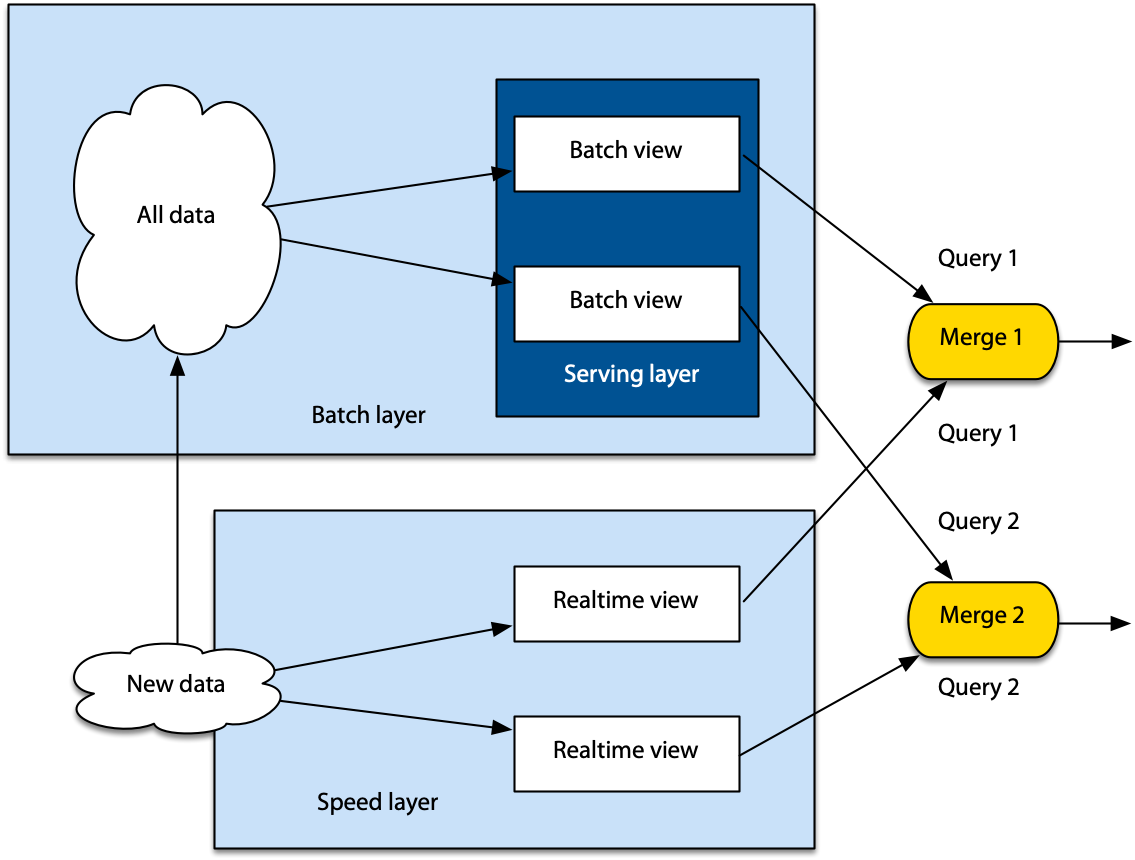 Batch view
All data
Query 1
Batch view
Merge 1
Serving layer
Batch layer
Query 1
Query 2
Realtime view
Merge 2
New data
Query 2
Realtime view
Speed layer